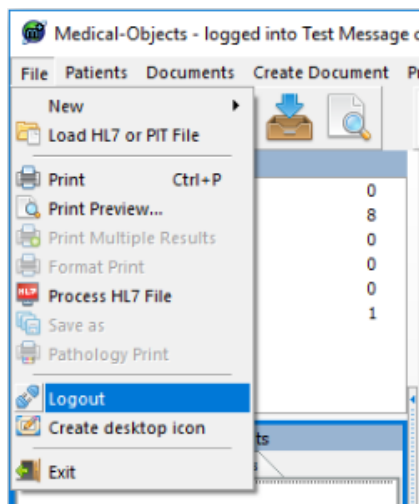 Medical-Objects - logged into Test Message
File Patients Documents Create Document
New
Load HL7 or PIT File
0
Print Ctrl+P
8
Print Preview...
0
Print Multiple Results
0
Format Print
0
Process HL7 File
1
Save as
Pathology Print
Logout
Create desktop icon
Exit